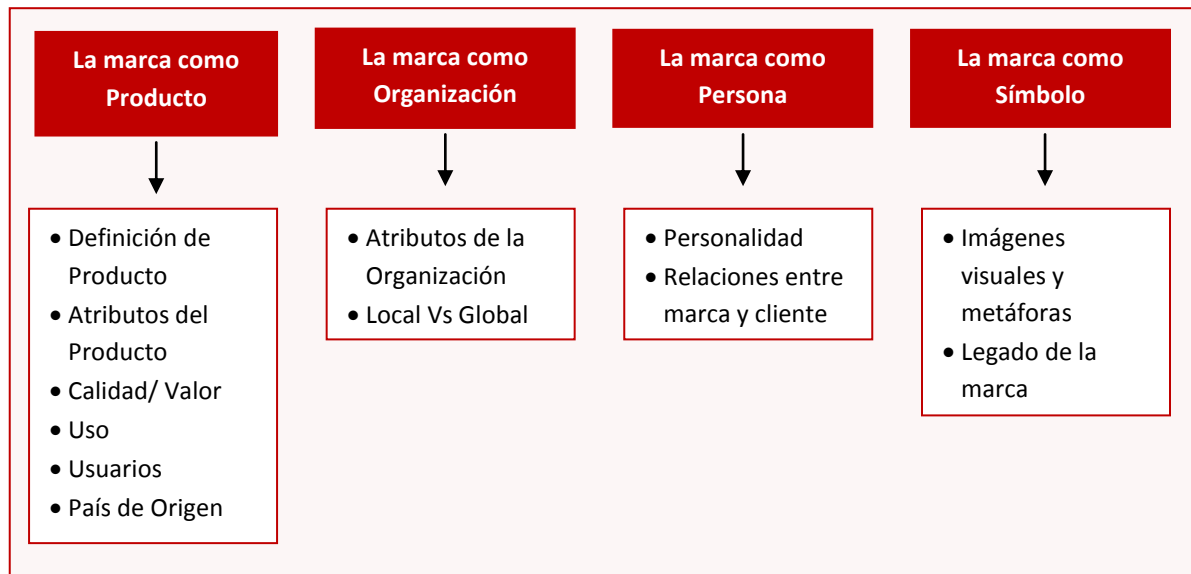 La marca como
Producto
La marca como
Organización
La marca como
Persona
La marca como
Símbolo
• Definición de
Producto
• Atributos del
Producto
• Calidad/ Valor
• Uso
• Usuarios
• País de Origen
• Atributos de la
Organización
• Local Vs Global
• Personalidad
• Relaciones entre
marca y cliente
• Imágenes
visuales y
metáforas
• Legado de la
marca